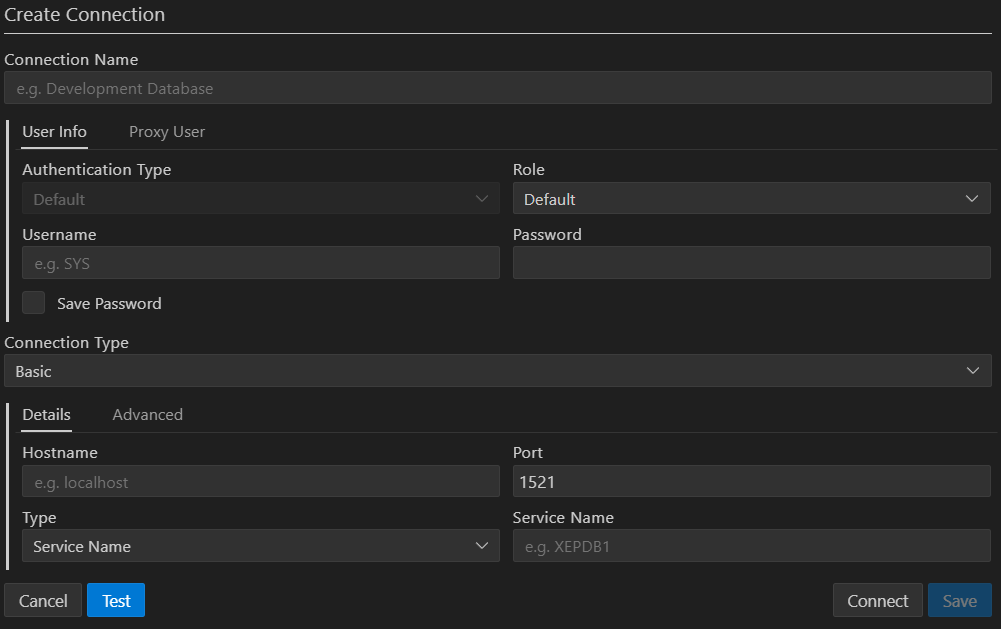 Create Connection
Connection Name
e.g. Development Database
User Info Proxy User
Authentication Type Role
Default Default
Username Password
e.g. SYS
Save Password
Connection Type
Basic
Details Advanced
Hostname Port
e.g. localhost 1521
Type Service Name
Service Name e.g. XEPDB1
Cancel Test Connect Save